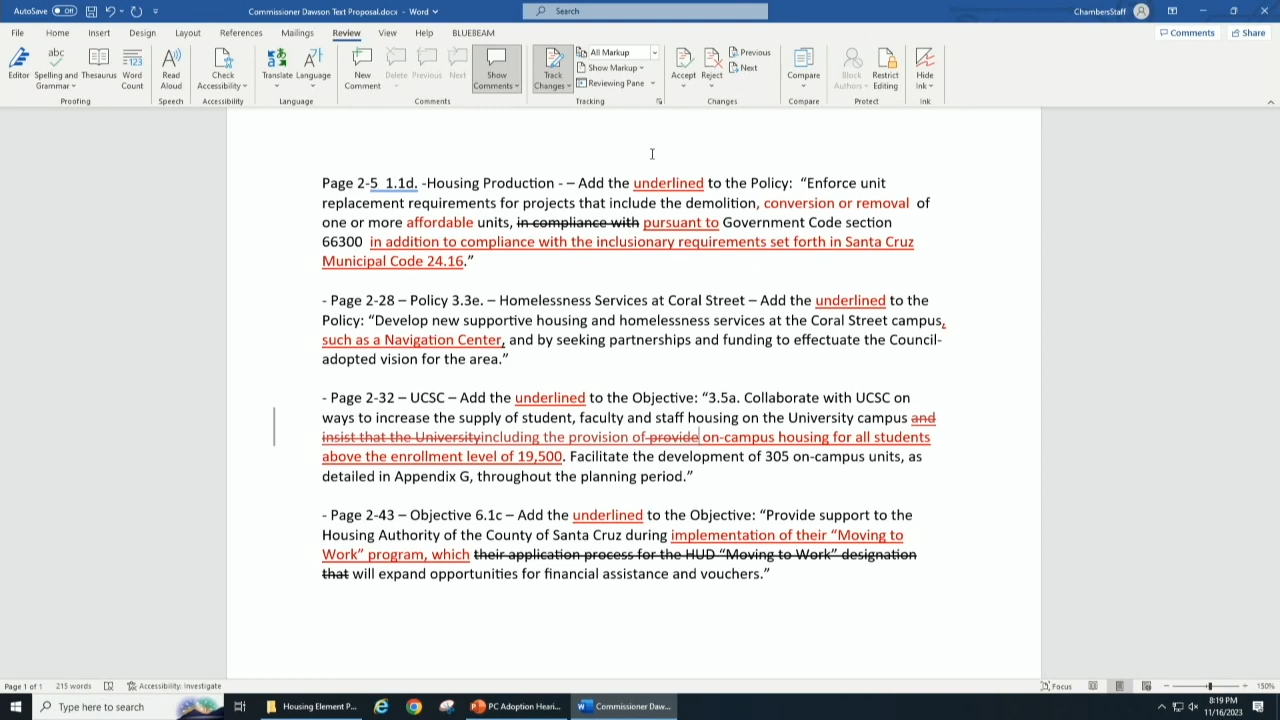 AutoSave Off Commissioner Dawson Text Proposal.docx - Word Search ChambersStaff
File Home Insert Design Layout References Mailings Review View Help BLUEBEAM Comments Share
Editor Spelling and Grammar Thesaurus Word Count Read Aloud Check Accessibility Translate Language New Comment Delete Previous Next Show Comments Track Changes All Markup Show Markup Reviewing Pane Accept Reject Previous Next Compare Block Authors Restrict Editing Hide Ink
Proofing Speech Accessibility Language Comments Tracking Changes Compare Protect Ink
Page 2-5 1.1d. -Housing Production - – Add the underlined to the Policy: “Enforce unit
replacement requirements for projects that include the demolition, conversion or removal of
one or more affordable units, in compliance with pursuant to Government Code section
66300 in addition to compliance with the inclusionary requirements set forth in Santa Cruz
Municipal Code 24.16.”
- Page 2-28 – Policy 3.3e. – Homelessness Services at Coral Street – Add the underlined to the
Policy: “Develop new supportive housing and homelessness services at the Coral Street campus,
such as a Navigation Center, and by seeking partnerships and funding to effectuate the Council-
adopted vision for the area.”
- Page 2-32 – UCSC – Add the underlined to the Objective: “3.5a. Collaborate with UCSC on
ways to increase the supply of student, faculty and staff housing on the University campus and
insist that the Universityincluding the provision of provide on-campus housing for all students
above the enrollment level of 19,500. Facilitate the development of 305 on-campus units, as
detailed in Appendix G, throughout the planning period.”
- Page 2-43 – Objective 6.1c – Add the underlined to the Objective: “Provide support to the
Housing Authority of the County of Santa Cruz during implementation of their “Moving to
Work” program, which their application process for the HUD “Moving to Work” designation
that will expand opportunities for financial assistance and vouchers.”
Page 1 of 1 215 words Accessibility: Investigate Focus 150%
Type here to search Housing Element P... PC Adoption Heari... Commissioner Daw... 8:19 PM
11/16/2023